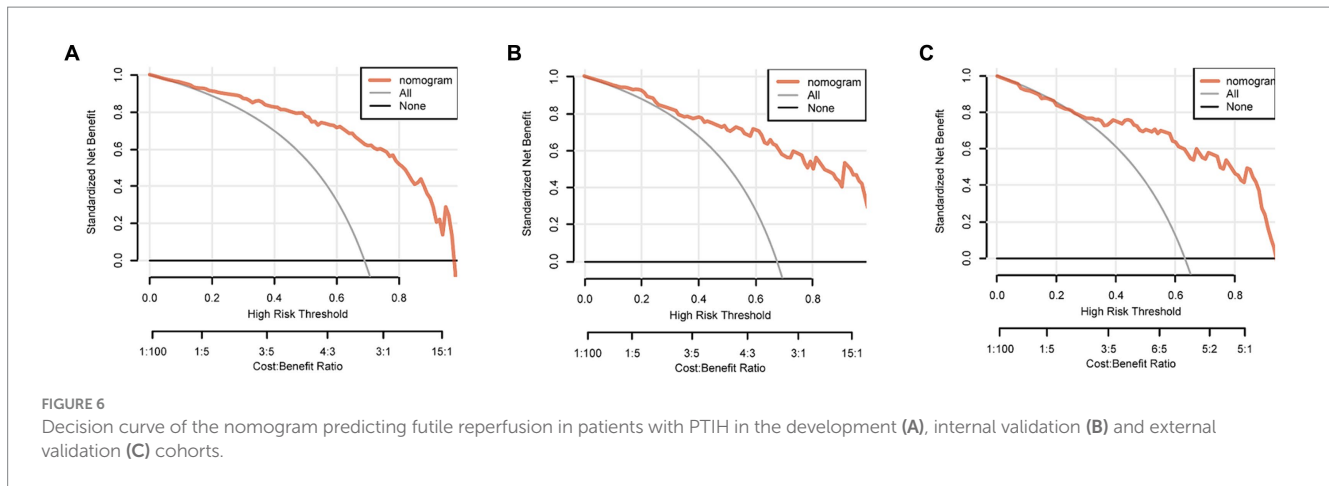 A
Standardized Net Benefit
1.0
0.8
0.6
0.4
0.2
0.0
nomogram
All
None
0.0 0.2 0.4 0.6 0.8
High Risk Threshold
1:100 1:5 3:5 4:3 3:1 15:1
Cost:Benefit Ratio
B
Standardized Net Benefit
1.0
0.8
0.6
0.4
0.2
0.0
nomogram
All
None
0.0 0.2 0.4 0.6 0.8
High Risk Threshold
1:100 1:5 3:5 4:3 3:1 15:1
Cost:Benefit Ratio
C
Standardized Net Benefit
1.0
0.8
0.6
0.4
0.2
0.0
nomogram
All
None
0.0 0.2 0.4 0.6 0.8
High Risk Threshold
1:100 1:5 3:5 6:5 5:2 5:1
Cost:Benefit Ratio
FIGURE 6
Decision curve of the nomogram predicting futile reperfusion in patients with PTIH in the development (A), internal validation (B) and external
validation (C) cohorts.